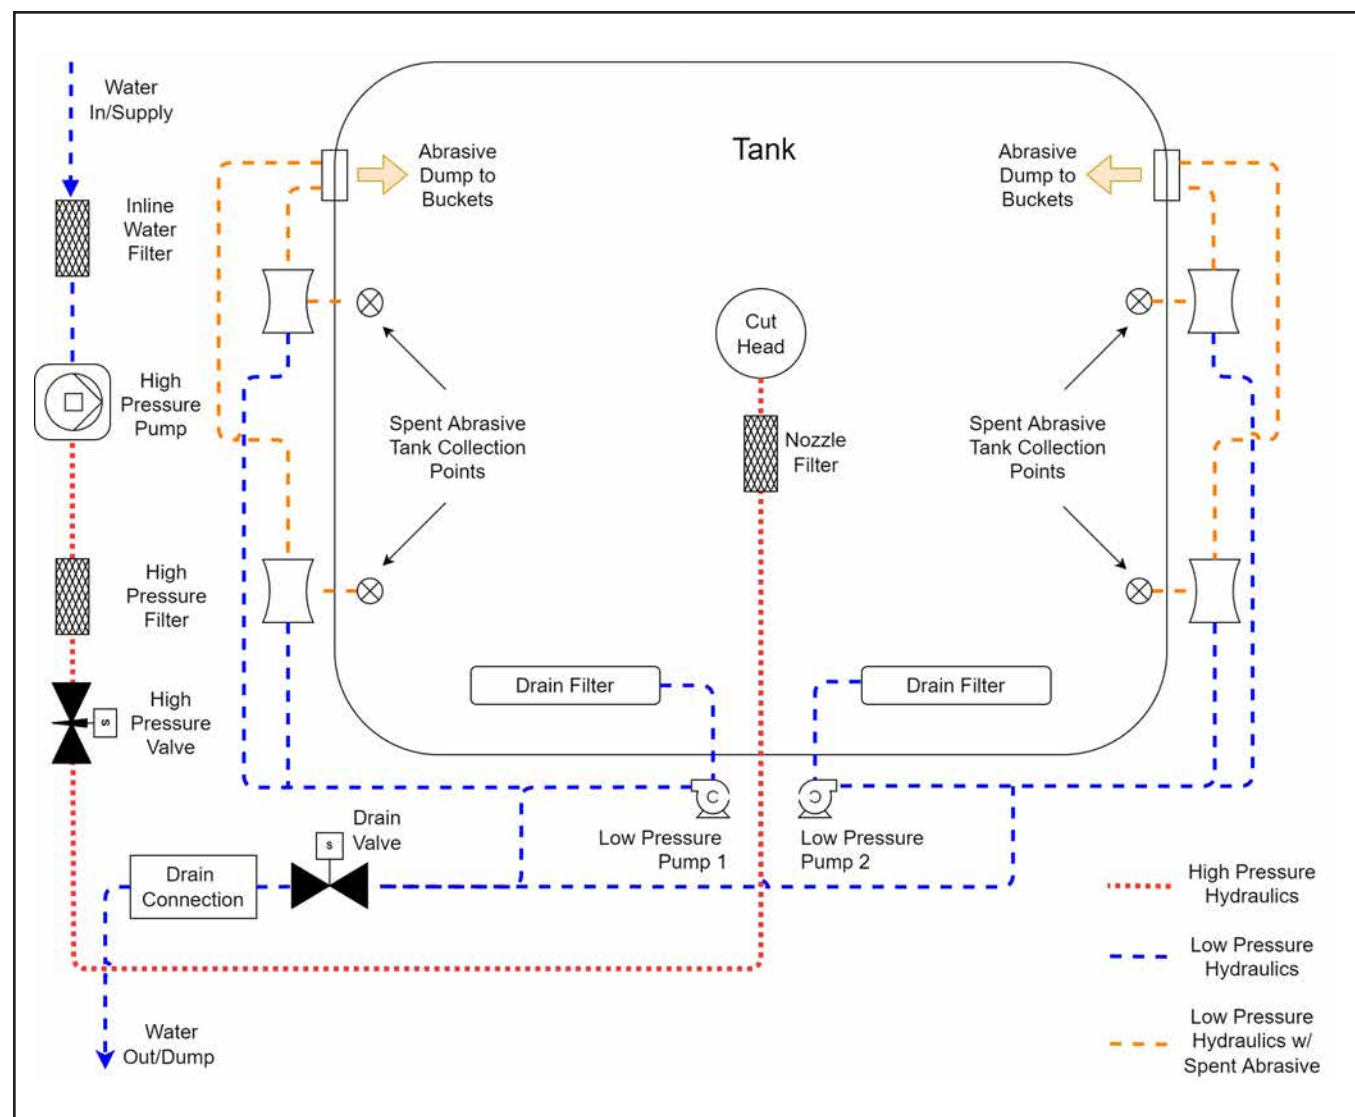 Water
In/Supply
Tank
Abrasive
Dump to
Buckets
Abrasive
Dump to
Buckets
Inline
Water
Filter
Cut
Head
High
Pressure
Pump
Spent Abrasive
Tank Collection
Points
Nozzle
Filter
Spent Abrasive
Tank Collection
Points
High
Pressure
Filter
High
Pressure
Valve
s
Drain Filter
Drain Filter
Drain
Valve
s
C
C
Low Pressure
Pump 1
Low Pressure
Pump 2
Drain
Connection
High Pressure
Hydraulics
Low Pressure
Hydraulics
Low Pressure
Hydraulics w/
Spent Abrasive
Water
Out/Dump